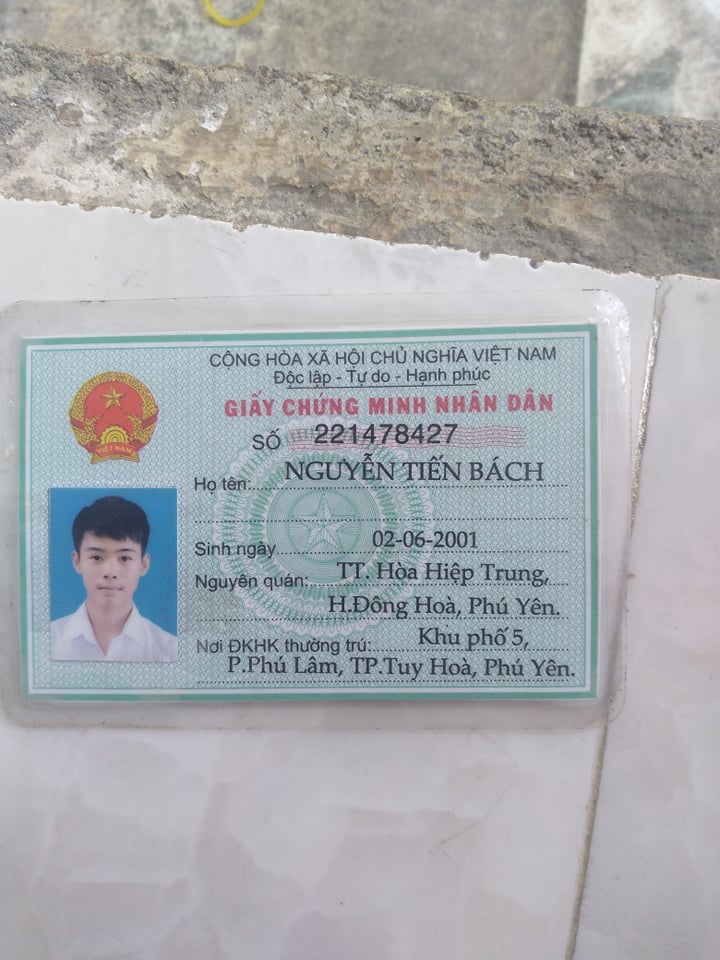 CỘNG HÒA XÃ HỘI CHỦ NGHĨA VIỆT NAM
Độc lập - Tự do - Hạnh phúc
GIẤY CHỨNG MINH NHÂN DÂN
SỐ 221478427
Họ tên: NGUYỄN TIẾN BÁCH
Sinh ngày 02-06-2001
Nguyên quán: TT. Hòa Hiệp Trung,
H.Đông Hoà, Phú Yên.
Nơi ĐKHK thường trú: Khu phố 5,
P.Phú Lâm, TP.Tuy Hoà, Phú Yên.
VIỆT NAM